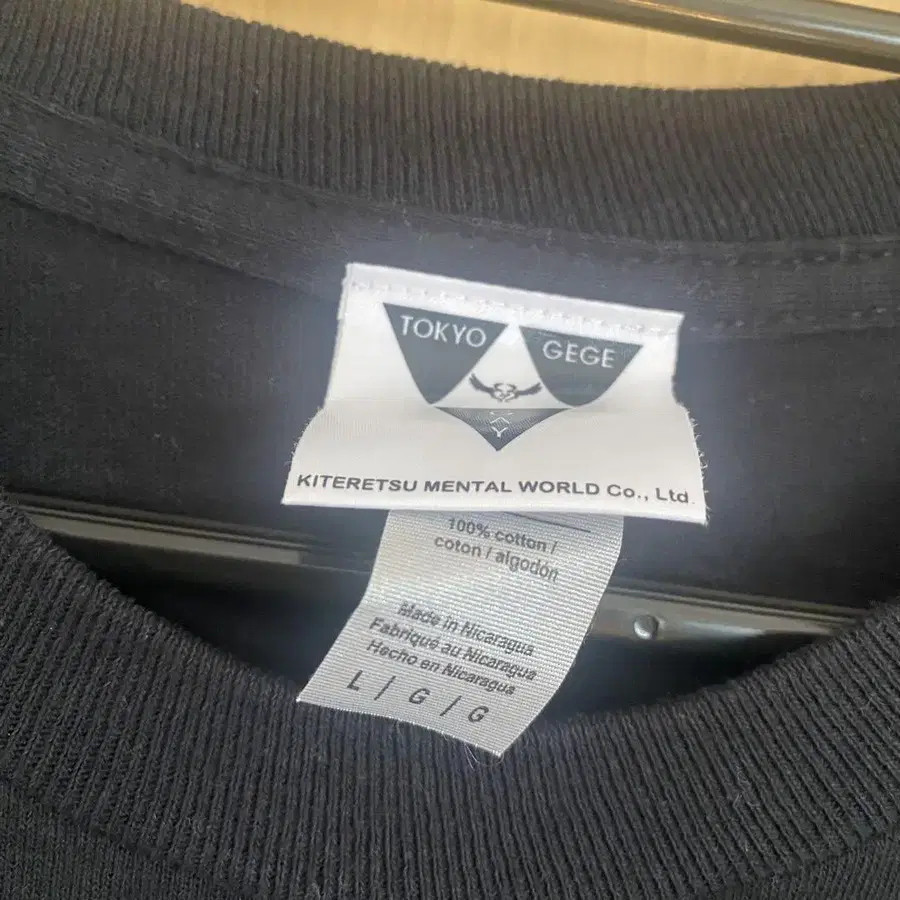 TOKYO GEGE
KITERETSU MENTAL WORLD Co., Ltd.
100% cotton /
coton / algodón
Made in Nicaragua
Fabriqué au Nicaragua
Hecho en Nicaragua
L / G / G